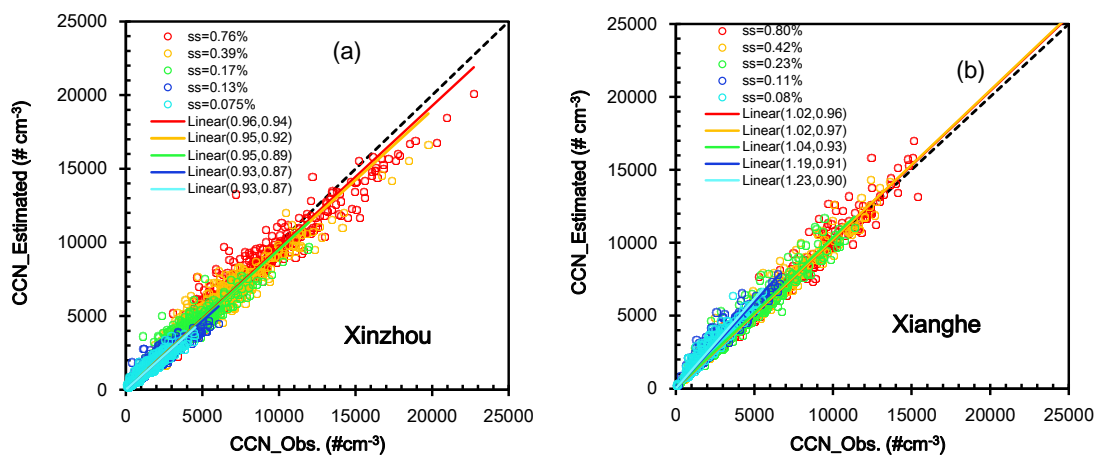 25000
20000
15000
10000
5000
0
CCN_Estimated (# cm⁻³)
ss=0.76%
ss=0.39%
ss=0.17%
ss=0.13%
ss=0.075%
Linear(0.96,0.94)
Linear(0.95,0.92)
Linear(0.95,0.89)
Linear(0.93,0.87)
Linear(0.93,0.87)
(a)
Xinzhou
0 5000 10000 15000 20000 25000
CCN_Obs. (#cm⁻³)
25000
20000
15000
10000
5000
0
CCN_Estimated (# cm⁻³)
ss=0.80%
ss=0.42%
ss=0.23%
ss=0.11%
ss=0.08%
Linear(1.02,0.96)
Linear(1.02,0.97)
Linear(1.04,0.93)
Linear(1.19,0.91)
Linear(1.23,0.90)
(b)
Xianghe
0 5000 10000 15000 20000 25000
CCN_Obs. (#cm⁻³)